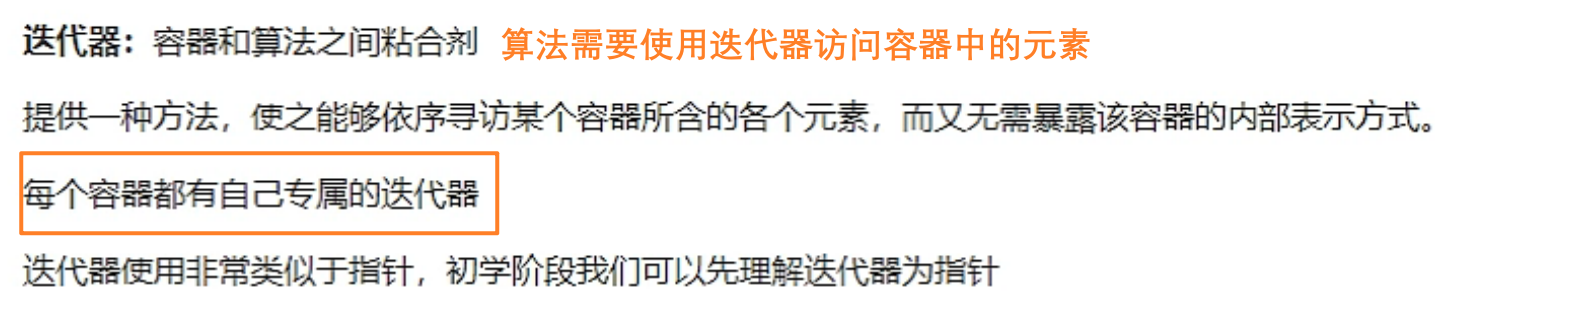 迭代器：容器和算法之间粘合剂 算法需要使用迭代器访问容器中的元素
提供一种方法，使之能够依序寻访某个容器所含的各个元素，而又无需暴露该容器的内部表示方式。
每个容器都有自己专属的迭代器
迭代器使用非常类似于指针，初学阶段我们可以先理解迭代器为指针